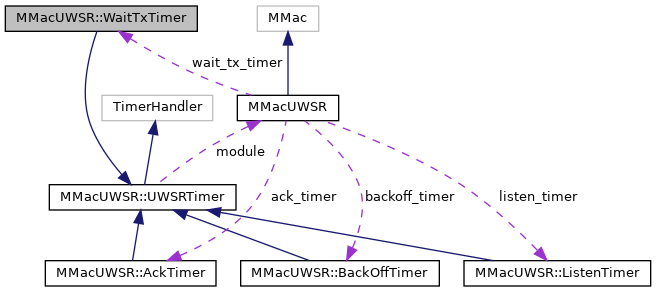 MMacUWSR::WaitTxTimer
MMac
wait_tx_timer
TimerHandler
MMacUWSR
module
MMacUWSR::UWSRTimer
ack_timer
backoff_timer
listen_timer
MMacUWSR::AckTimer
MMacUWSR::BackOffTimer
MMacUWSR::ListenTimer